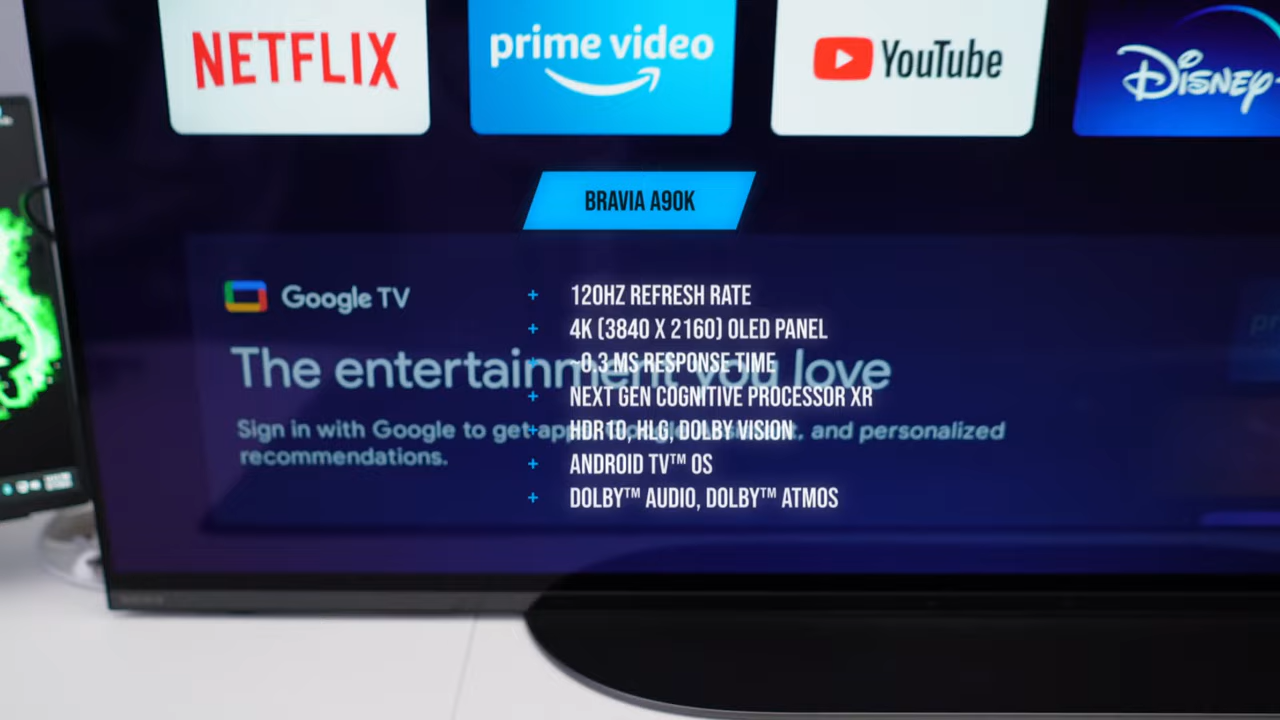 NETFLIX
prime video
YouTube
DISNEY+
BRAVIA A90K
Google TV
The entertainment you love
Sign in with Google to get apps, , and personalized
recommendations.
+ 120HZ REFRESH RATE
+ 4K (3840 X 2160) OLED PANEL
+ ~0.3 MS RESPONSE TIME
+ NEXT GEN COGNITIVE PROCESSOR XR
+ HDR10, HLG, DOLBY VISION
+ ANDROID TV™ OS
+ DOLBY™ AUDIO, DOLBY™ ATMOS
SONY